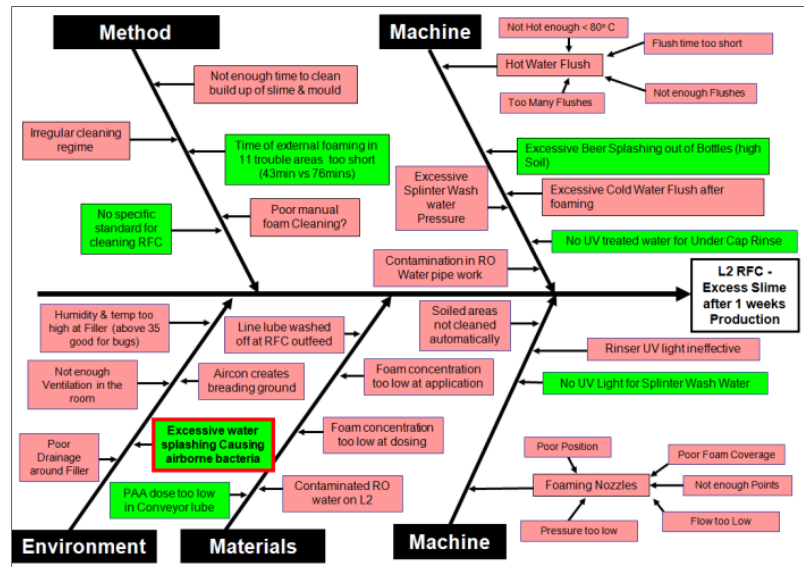 Method
Machine
Not Hot enough < 80º C
Flush time too short
Hot Water Flush
Not enough Flushes
Too Many Flushes
Not enough time to clean
build up of slime & mould
Irregular cleaning
regime
Time of external foaming in
11 trouble areas too short
(43min vs 76mins)
No specific
standard for
cleaning RFC
Poor manual
foam Cleaning?
Excessive Beer Splashing out of Bottles (high
Soil)
Excessive
Splinter Wash
water
Pressure
Excessive Cold Water Flush after
foaming
No UV treated water for Under Cap Rinse
Contamination in RO
Water pipe work
L2 RFC -
Excess Slime
after 1 weeks
Production
Humidity & temp too
high at Filler (above 35
good for bugs)
Line lube washed
off at RFC outfeed
Soiled areas
not cleaned
automatically
Rinser UV light ineffective
Not enough
Ventilation in the
room
Aircon creates
breading ground
Foam concentration
too low at application
No UV Light for Splinter Wash Water
Excessive water
splashing Causing
airborne bacteria
Foam concentration
too low at dosing
Poor
Drainage
around Filler
PAA dose too low
in Conveyor lube
Contaminated RO
water on L2
Poor Position
Poor Foam Coverage
Foaming Nozzles
Not enough Points
Pressure too low
Flow too Low
Environment
Materials
Machine